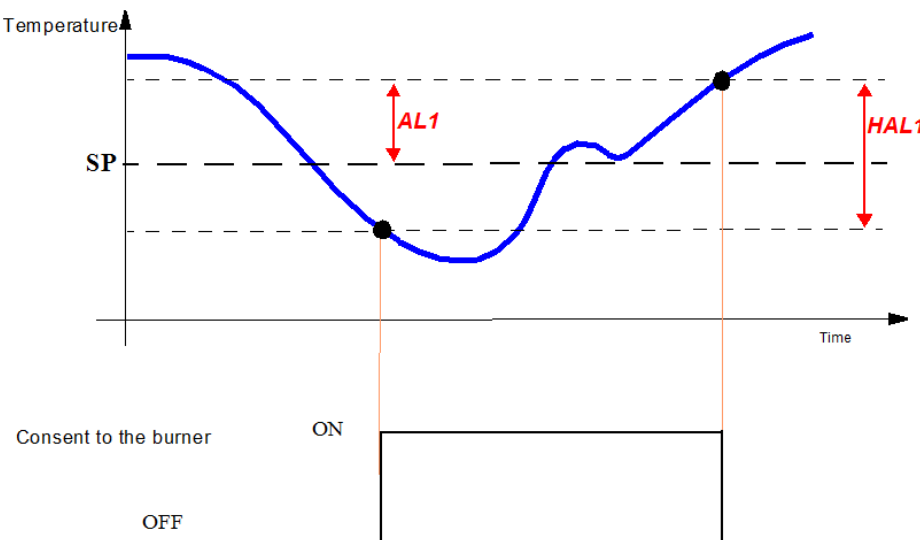 Temperature
AL1
HAL1
SP
Time
Consent to the burner
ON
OFF